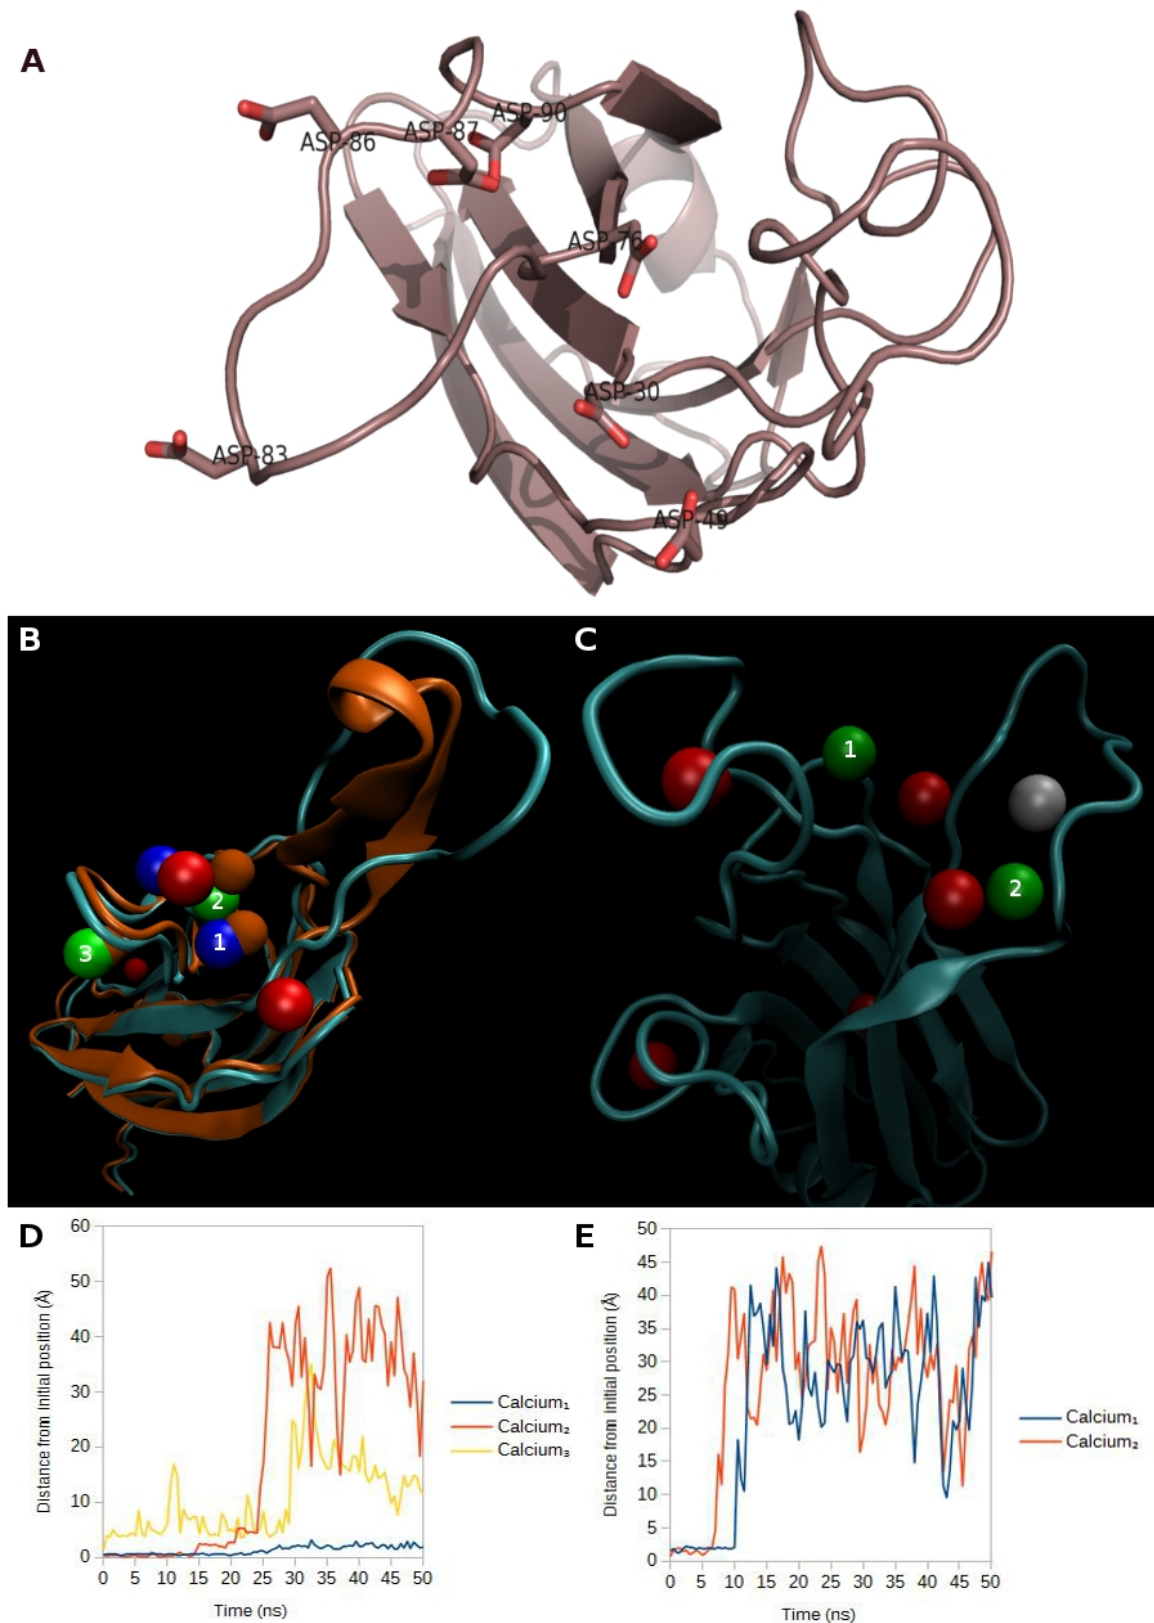 A
ASP-90
ASP-87
ASP-86
ASP-76
ASP-30
ASP-83
ASP-49
B
C
1
2
2
1
3
D
60
50
40
30
20
10
0
0 5 10 15 20 25 30 35 40 45 50
Distance from initial position (Å)
Time (ns)
Calcium₁
Calcium₂
Calcium₃
E
50
45
40
35
30
25
20
15
10
5
0
0 5 10 15 20 25 30 35 40 45 50
Distance from initial position (Å)
Time (ns)
Calcium₁
Calcium₂